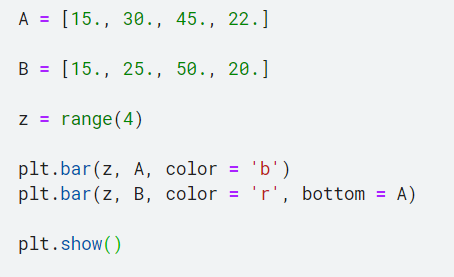 A = [15., 30., 45., 22.]
B = [15., 25., 50., 20.]
z = range(4)
plt.bar(z, A, color = 'b')
plt.bar(z, B, color = 'r', bottom = A)
plt.show()